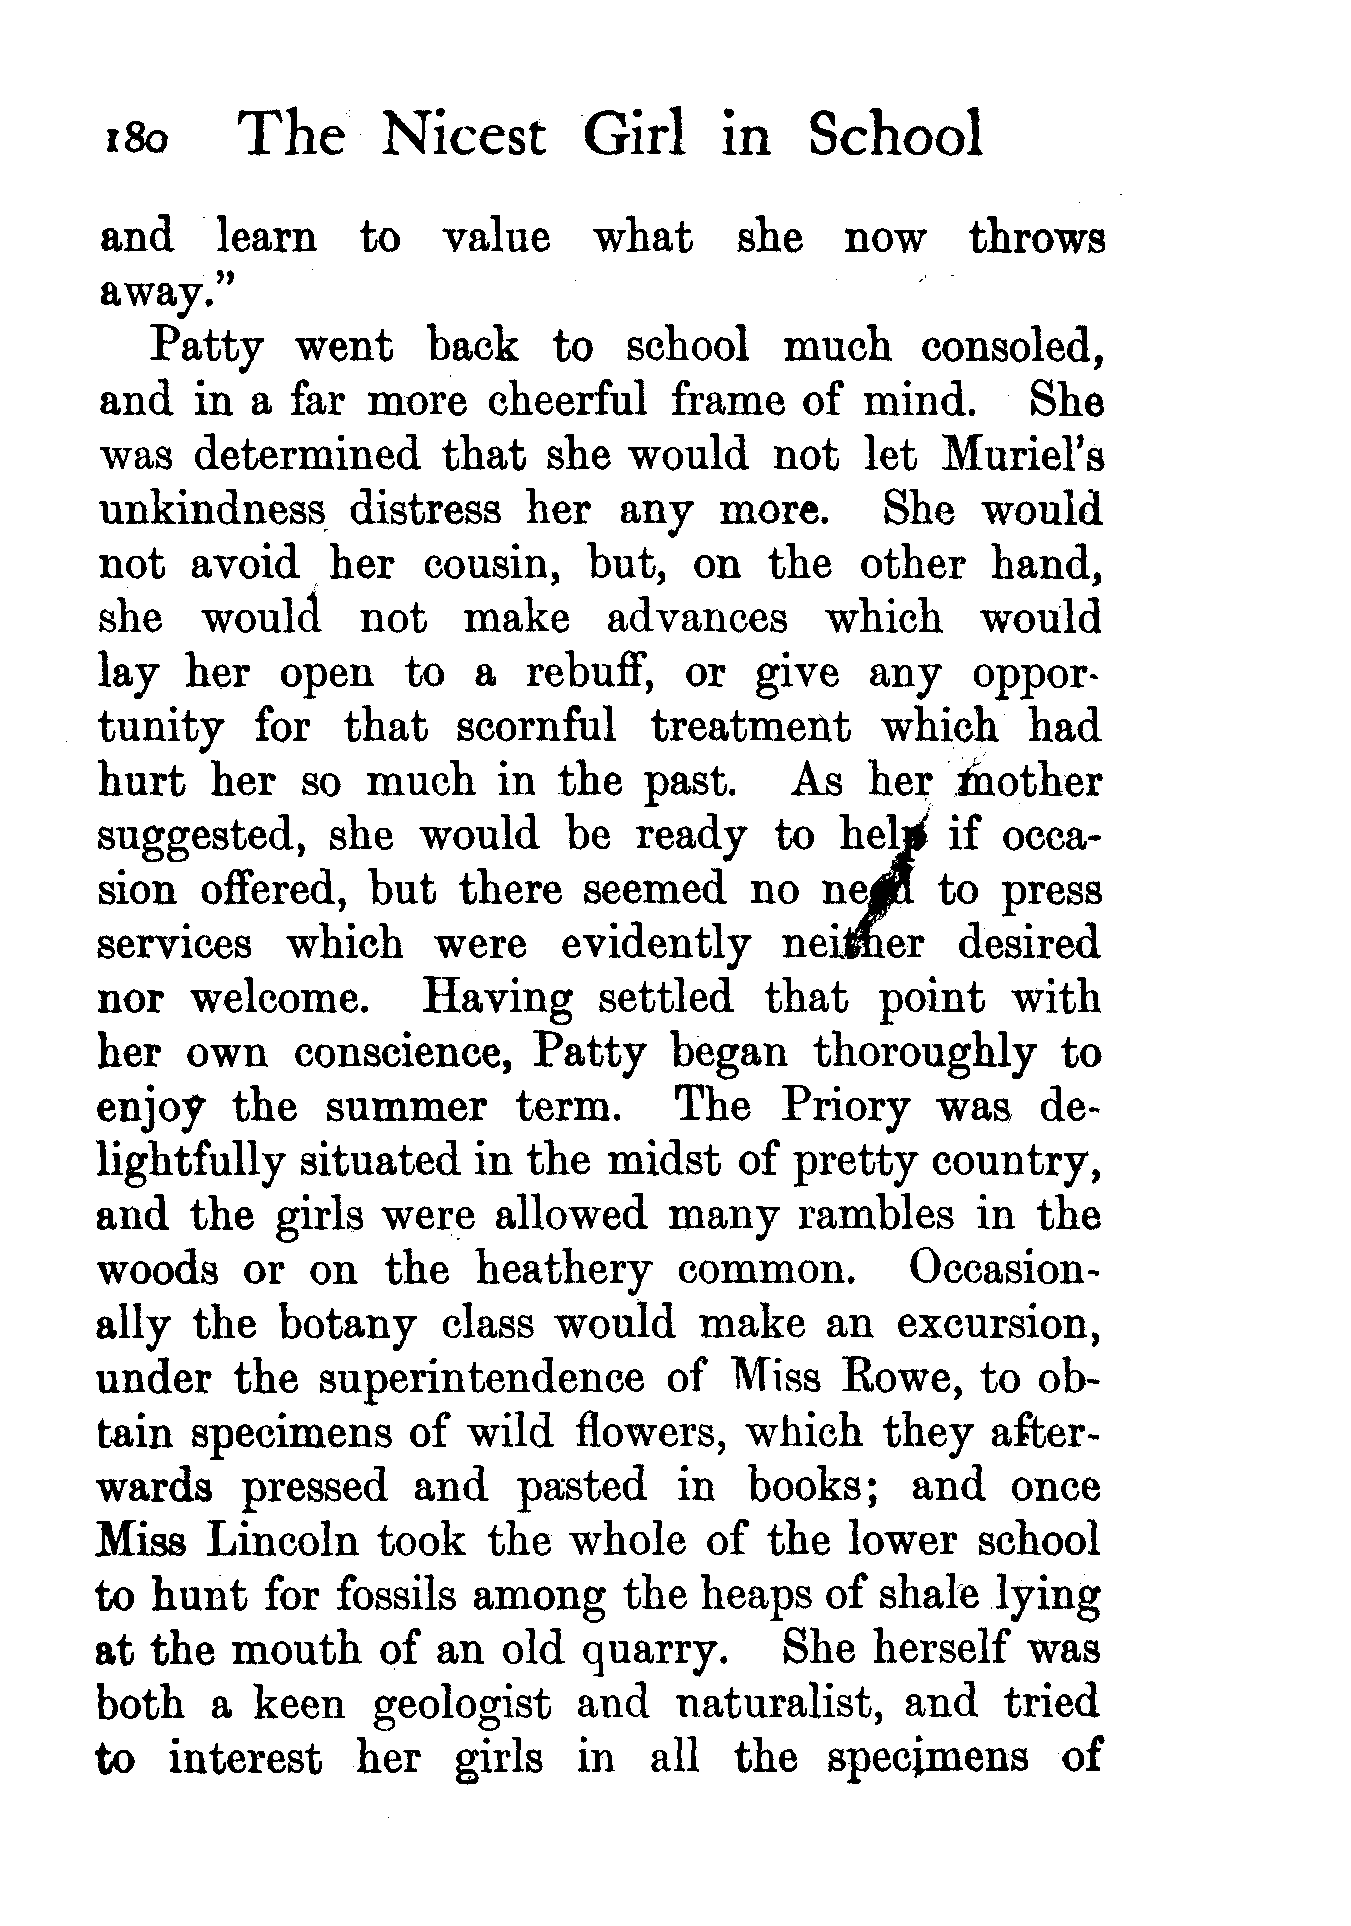 180 The Nicest Girl in School
and learn to value what she now throws
away.”
Patty went back to school much consoled,
and in a far more cheerful frame of mind. She
was determined that she would not let Muriel’s
unkindness distress her any more. She would
not avoid her cousin, but, on the other hand,
she would not make advances which would
lay her open to a rebuff, or give any oppor-
tunity for that scornful treatment which had
hurt her so much in the past. As her mother
suggested, she would be ready to help if occa-
sion offered, but there seemed no need to press
services which were evidently neither desired
nor welcome. Having settled that point with
her own conscience, Patty began thoroughly to
enjoy the summer term. The Priory was de-
lightfully situated in the midst of pretty country,
and the girls were allowed many rambles in the
woods or on the heathery common. Occasion-
ally the botany class would make an excursion,
under the superintendence of Miss Rowe, to ob-
tain specimens of wild flowers, which they after-
wards pressed and pasted in books; and once
Miss Lincoln took the whole of the lower school
to hunt for fossils among the heaps of shale lying
at the mouth of an old quarry. She herself was
both a keen geologist and naturalist, and tried
to interest her girls in all the specimens of